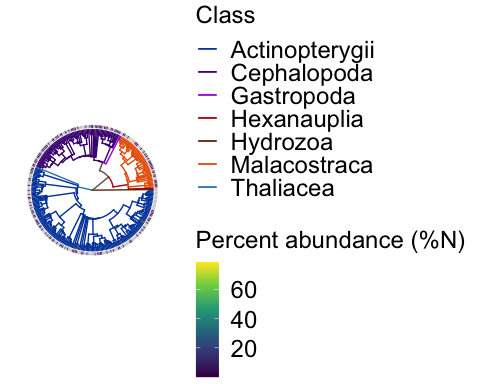 Class
Actinopterygii
Cephalopoda
Gastropoda
Hexanauplia
Hydrozoa
Malacostraca
Thaliacea
Percent abundance (%N)
60
40
20